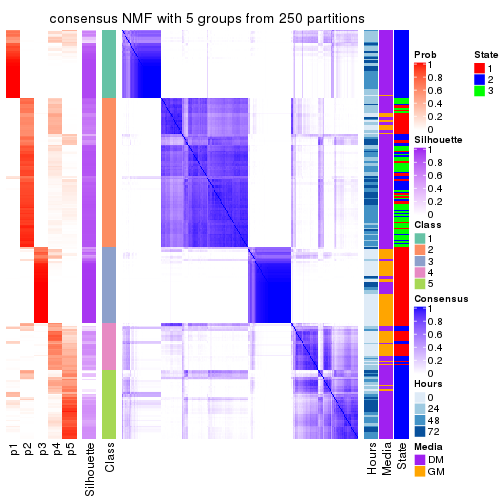 consensus NMF with 5 groups from 250 partitions
Prob
1
0.8
0.6
0.4
0.2
0
State
1
2
3
Silhouette
1
0.8
0.6
0.4
0.2
0
Class
1
2
3
4
5
Consensus
1
0.8
0.6
0.4
0.2
0
Hours
0
24
48
72
Media
DM
GM
p1
p2
p3
p4
p5
Silhouette
Class
Hours
Media
State